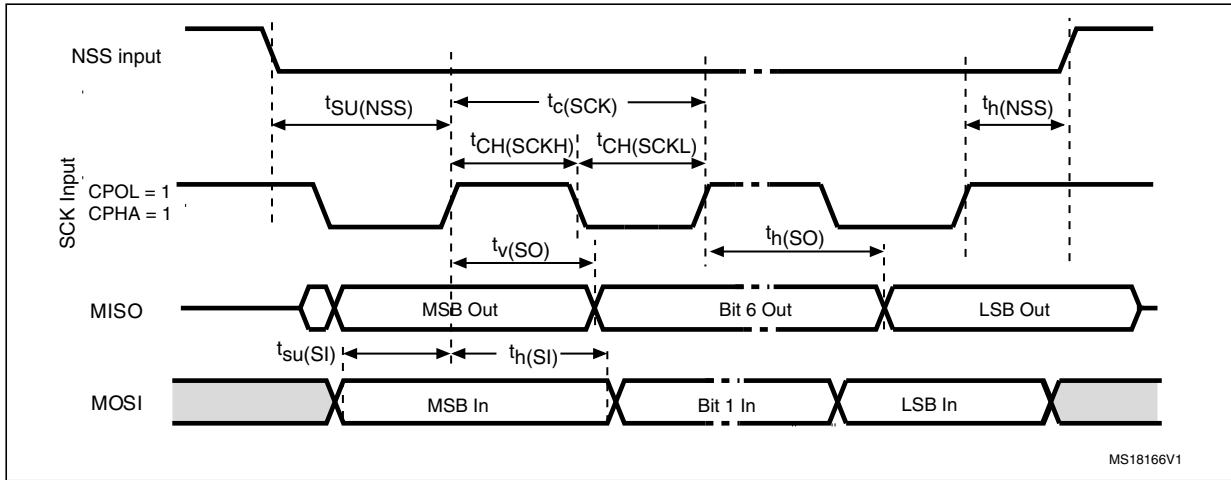 NSS input
tSU(NSS)
tc(SCK)
th(NSS)
tCH(SCKH)
tCH(SCKL)
SCK Input
CPOL = 1
CPHA = 1
tv(SO)
th(SO)
MISO
MSB Out
Bit 6 Out
LSB Out
tsu(SI)
th(SI)
MOSI
MSB In
Bit 1 In
LSB In
MS18166V1